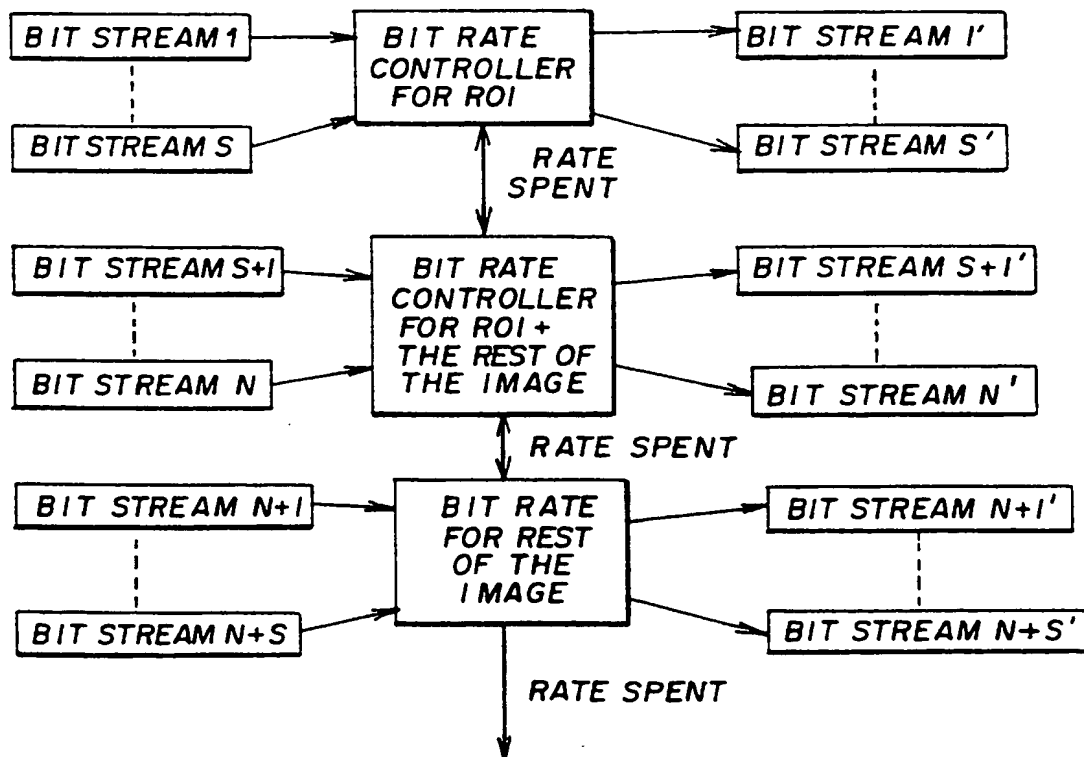 BIT STREAM 1
BIT STREAM S
BIT RATE
CONTROLLER
FOR ROI
BIT STREAM 1'
BIT STREAM S'
RATE
SPENT
BIT STREAM S+1
BIT STREAM N
BIT RATE
CONTROLLER
FOR ROI +
THE REST OF
THE IMAGE
BIT STREAM S+1'
BIT STREAM N'
RATE SPENT
BIT STREAM N+1
BIT STREAM N+S
BIT RATE
FOR REST
OF THE
IMAGE
BIT STREAM N+1'
BIT STREAM N+S'
RATE SPENT